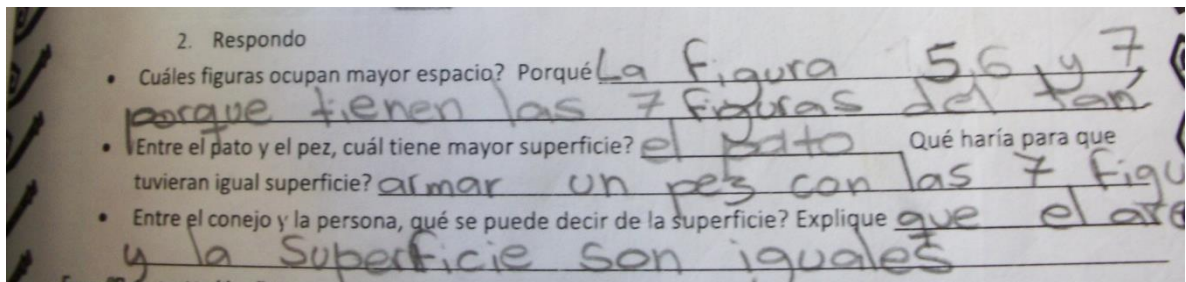 2. Respondo
• Cuáles figuras ocupan mayor espacio? Porqué La figura 5,6 y 7
porque tienen las 7 figuras del tan
• Entre el pato y el pez, cuál tiene mayor superficie? el pato Qué haría para que
tuvieran igual superficie? armar un pes con las 7 figu
• Entre el conejo y la persona, qué se puede decir de la superficie? Explique que el are
y la Superficie son iguales